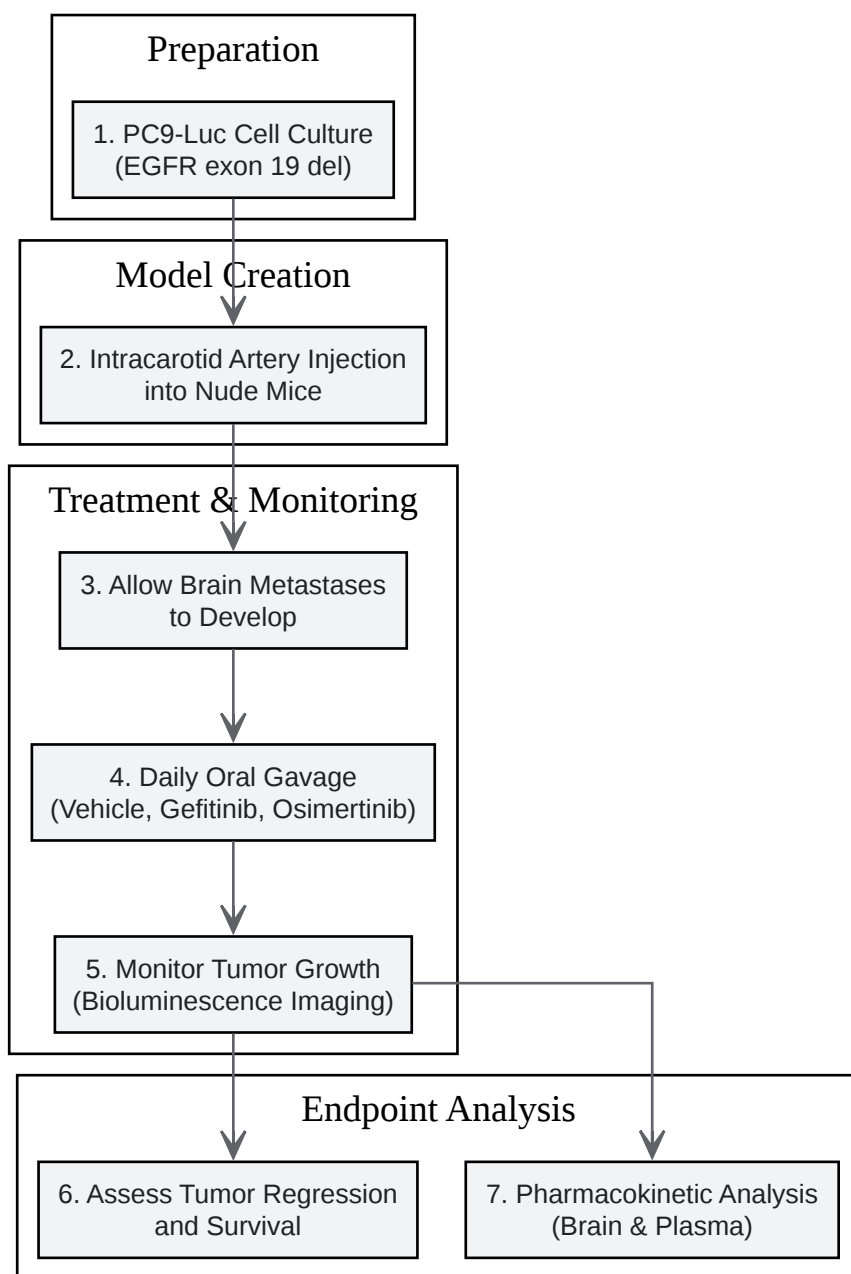 Preparation
1. PC9-Luc Cell Culture
(EGFR exon 19 del)
Model Creation
2. Intracarotid Artery Injection
into Nude Mice
Treatment & Monitoring
3. Allow Brain Metastases
to Develop
4. Daily Oral Gavage
(Vehicle, Gefitinib, Osimertinib)
5. Monitor Tumor Growth
(Bioluminescence Imaging)
Endpoint Analysis
6. Assess Tumor Regression
and Survival
7. Pharmacokinetic Analysis
(Brain & Plasma)